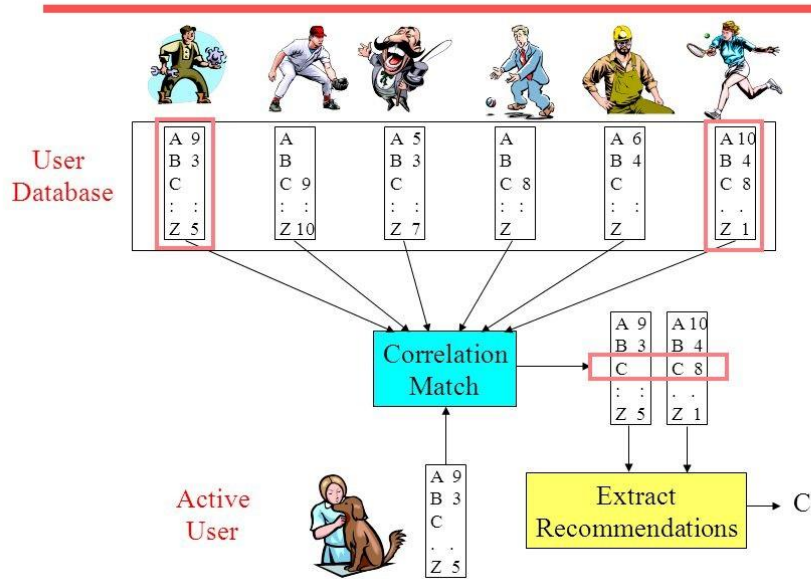 User
Database
A 9
B 3
C
: :
Z 5
A
B
C 9
: :
Z 10
A 5
B 3
C
: :
Z 7
A
B
C 8
: :
Z
A 6
B 4
C
: :
Z
A 10
B 4
C 8
. .
Z 1
Correlation
Match
A 9
B 3
C
: :
Z 5
A 10
B 4
C 8
. .
Z 1
Active
User
A 9
B 3
C
. .
Z 5
Extract
Recommendations
C